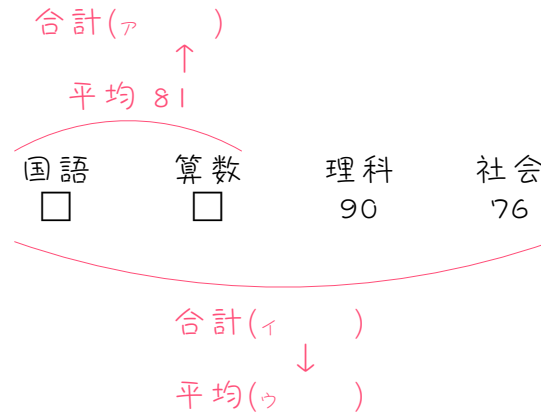 合計(ア　　)
↑
平均 81
国語　算数　理科　社会
□　□　90　76
合計(イ　　)
↓
平均(ウ　　)